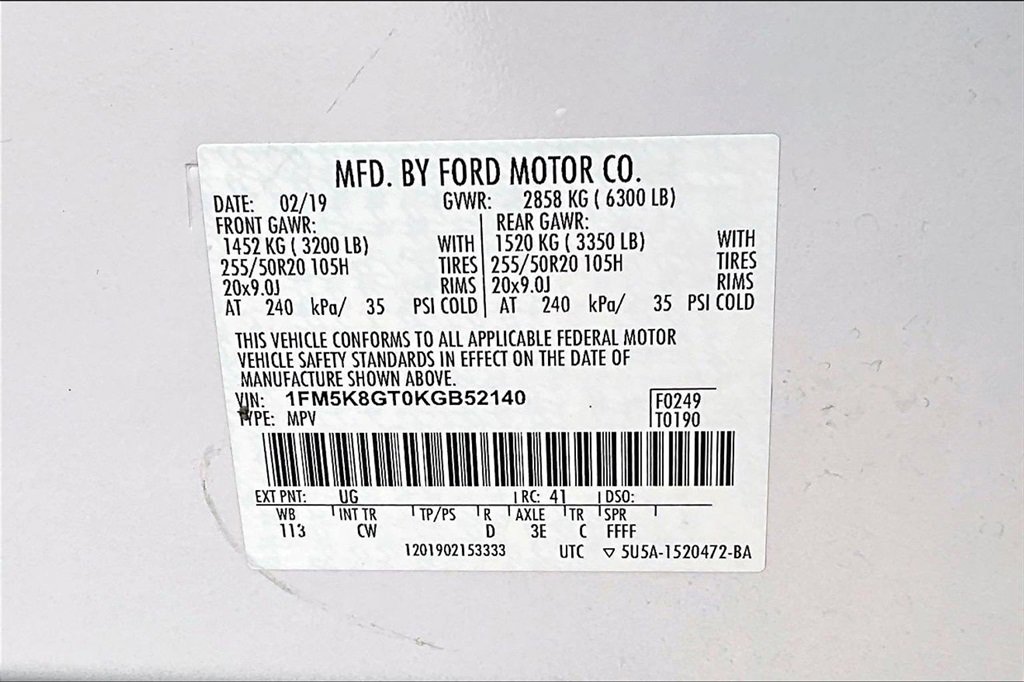 MFD. BY FORD MOTOR CO.
DATE: 02/19 GVWR: 2858 KG ( 6300 LB)
FRONT GAWR: REAR GAWR:
1452 KG ( 3200 LB) WITH 1520 KG ( 3350 LB) WITH
255/50R20 105H TIRES 255/50R20 105H TIRES
20x9.0J RIMS 20x9.0J RIMS
AT 240 kPa/ 35 PSI COLD AT 240 kPa/ 35 PSI COLD
THIS VEHICLE CONFORMS TO ALL APPLICABLE FEDERAL MOTOR
VEHICLE SAFETY STANDARDS IN EFFECT ON THE DATE OF
MANUFACTURE SHOWN ABOVE.
VIN: 1FM5K8GT0KGB52140 F0249
TYPE: MPV T0190
EXT PNT: UG RC: 41 DSO:
WB INT TR TP/PS R AXLE TR SPR
113 CW D 3E C FFFF
1201902153333 UTC ▽ 5U5A-1520472-BA